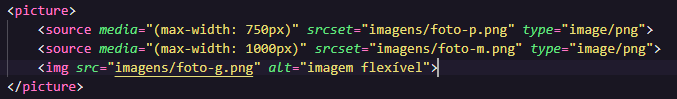 <picture>
<source media="(max-width: 750px)" srcset="imagens/foto-p.png" type="image/png">
<source media="(max-width: 1000px)" srcset="imagens/foto-m.png" type="image/png">
<img src="imagens/foto-g.png" alt="imagem flexível">
</picture>